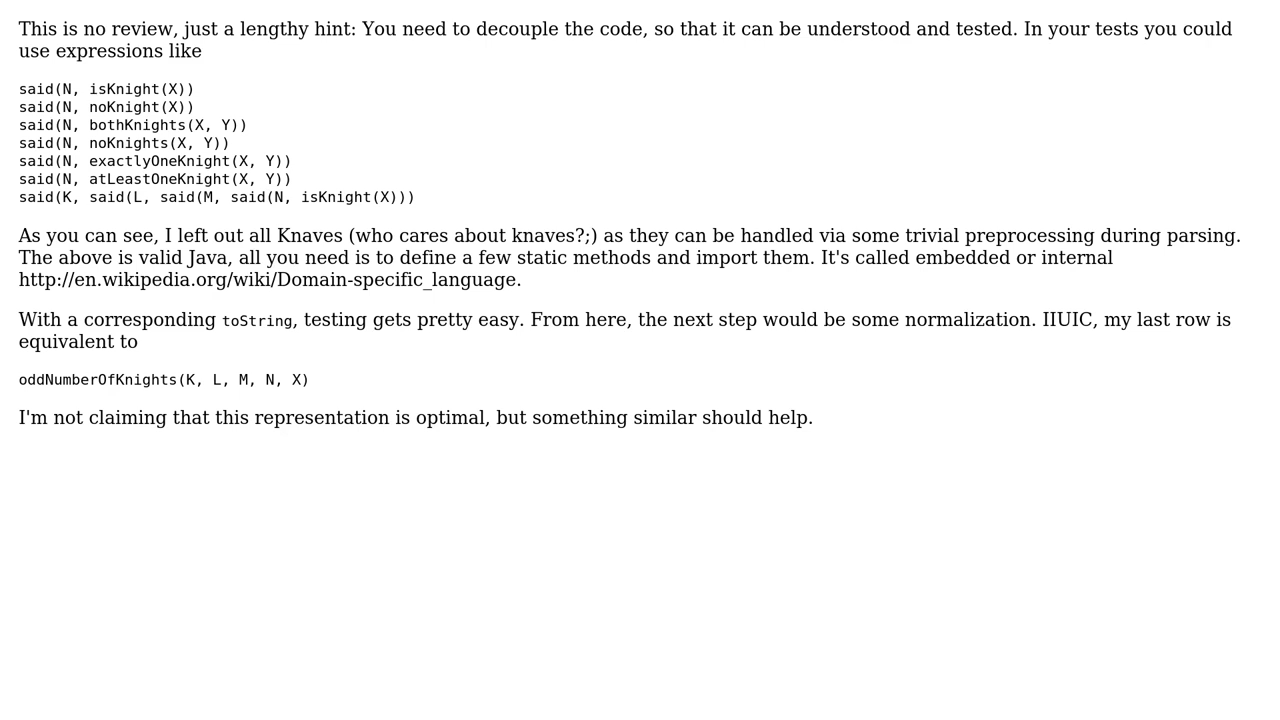 This is no review, just a lengthy hint: You need to decouple the code, so that it can be understood and tested. In your tests you could
use expressions like
said(N, isKnight(X))
said(N, noKnight(X))
said(N, bothKnights(X, Y))
said(N, noKnights(X, Y))
said(N, exactlyOneKnight(X, Y))
said(N, atLeastOneKnight(X, Y))
said(K, said(L, said(M, said(N, isKnight(X)))
As you can see, I left out all Knaves (who cares about knaves?;) as they can be handled via some trivial preprocessing during parsing.
The above is valid Java, all you need is to define a few static methods and import them. It's called embedded or internal
http://en.wikipedia.org/wiki/Domain-specific_language.
With a corresponding toString, testing gets pretty easy. From here, the next step would be some normalization. IIUIC, my last row is
equivalent to
oddNumberOfKnights(K, L, M, N, X)
I'm not claiming that this representation is optimal, but something similar should help.